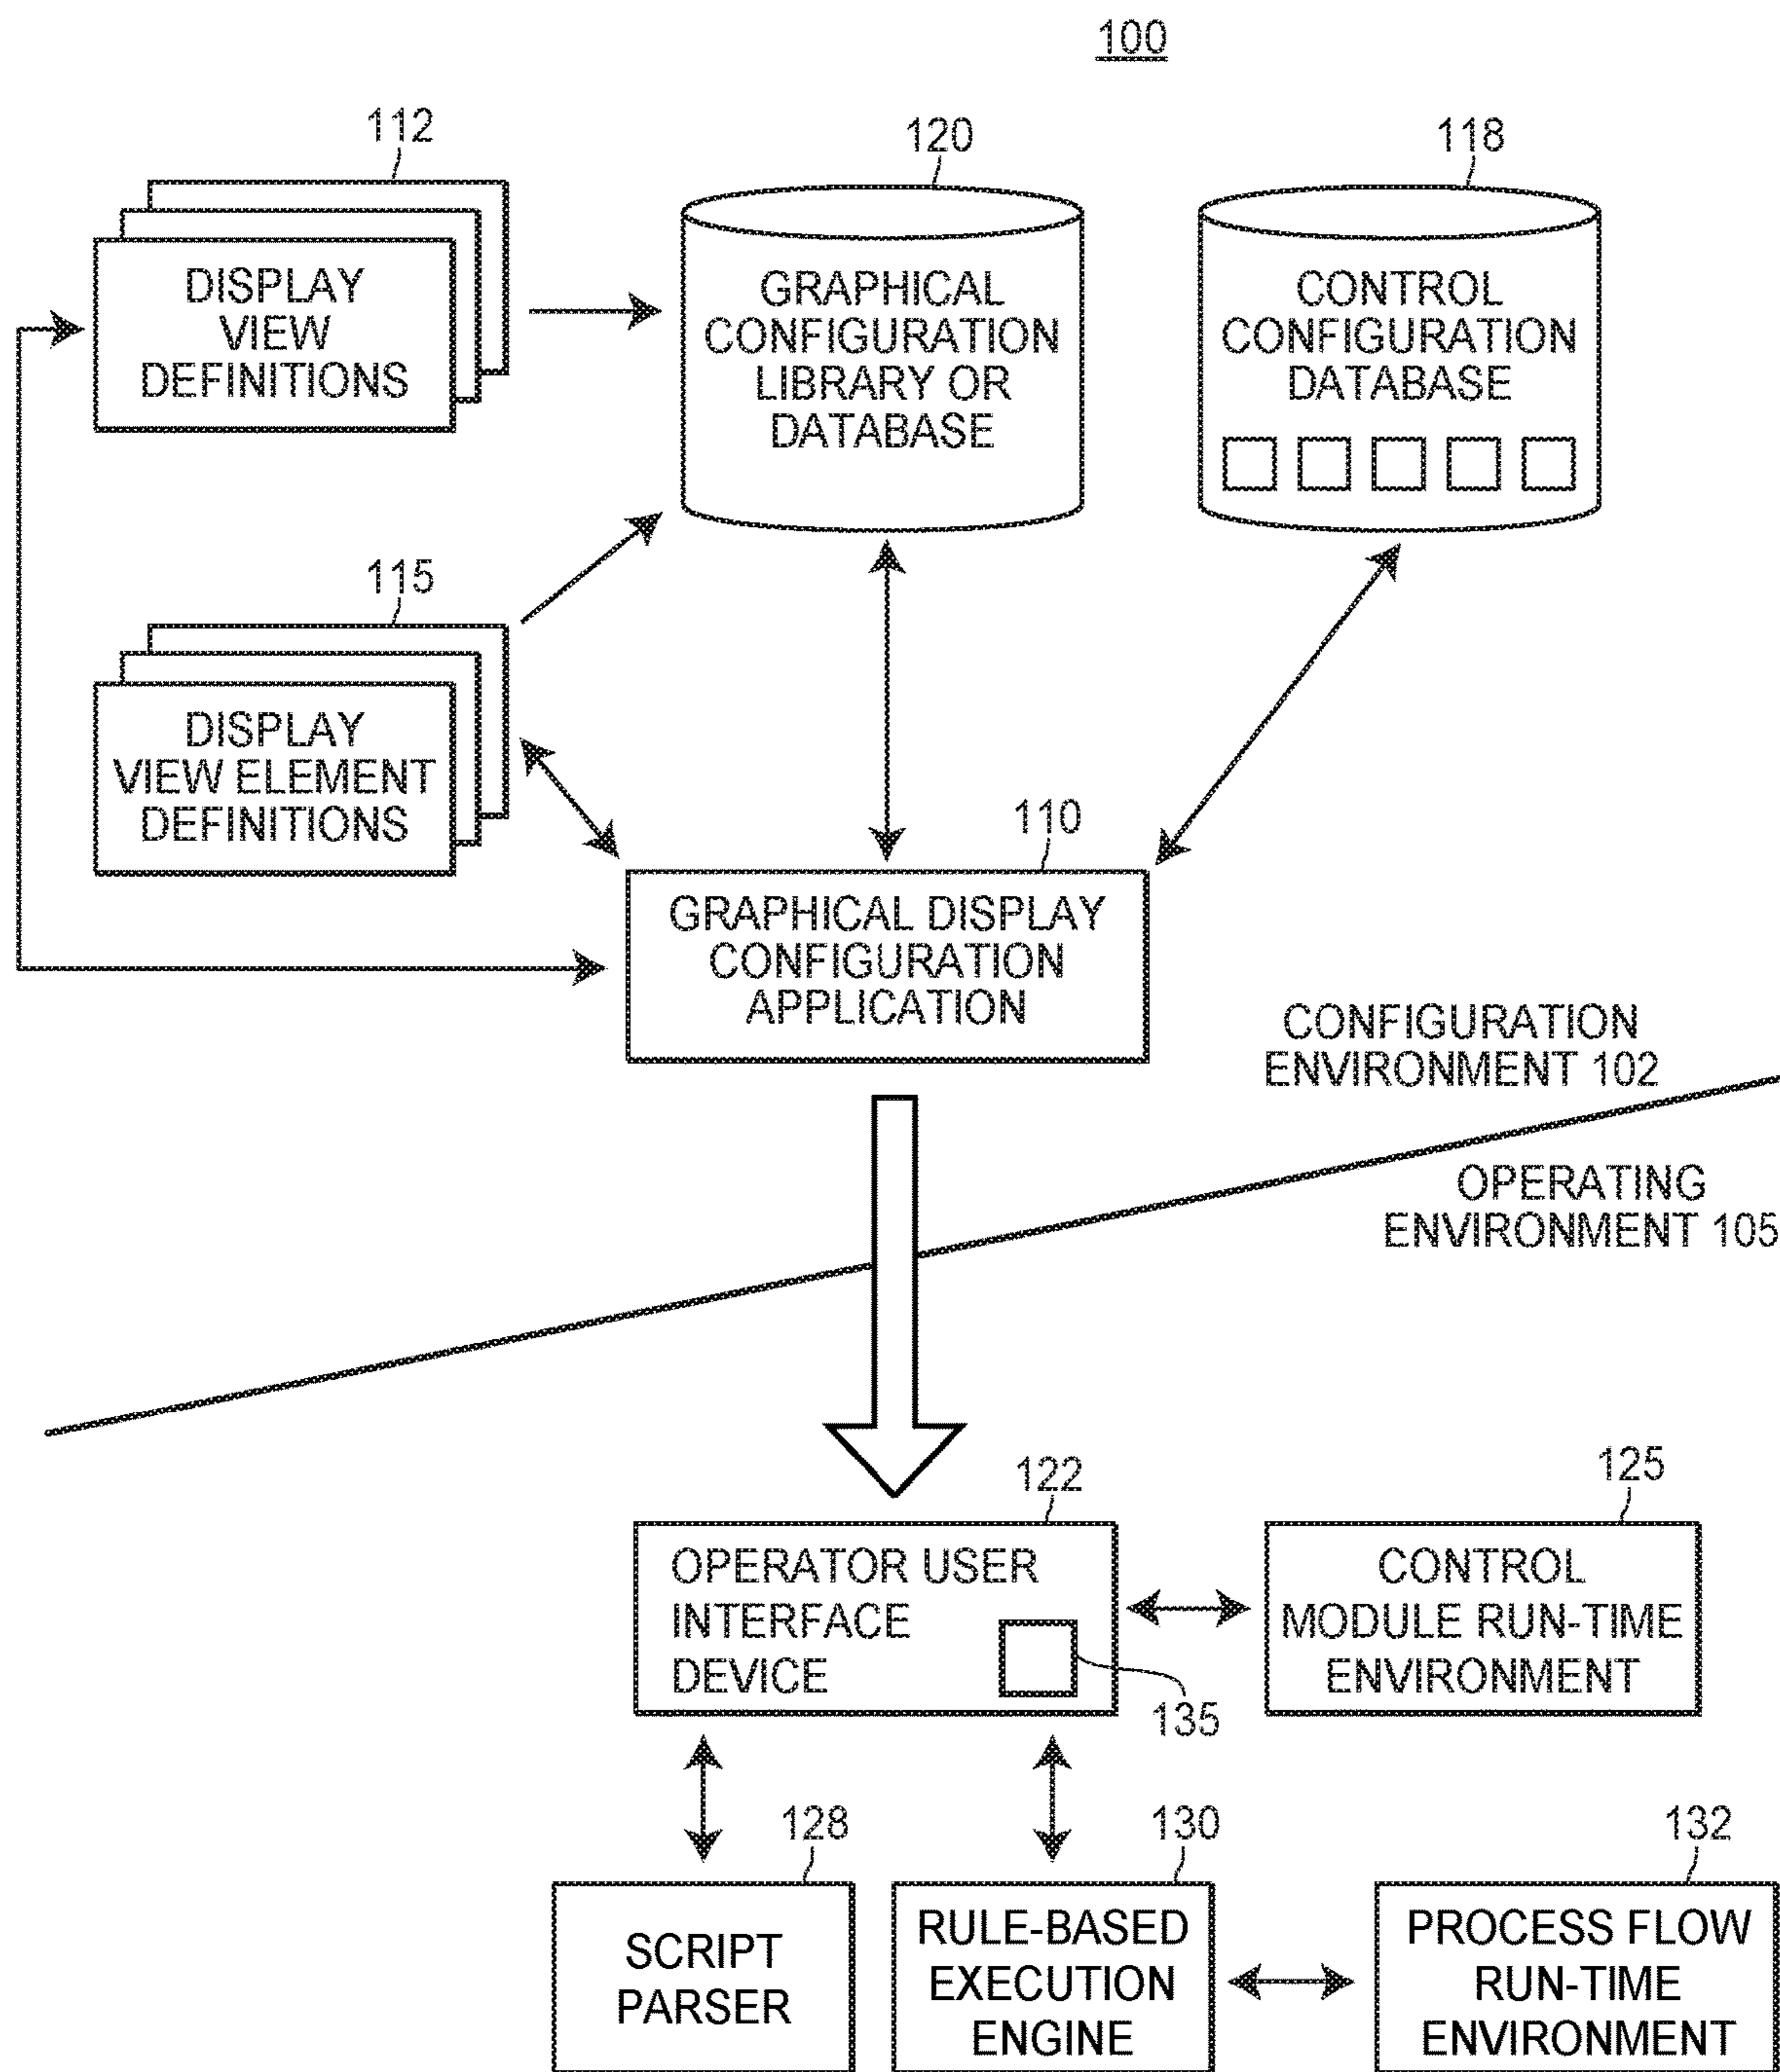 100
112
120
118
DISPLAY
VIEW
DEFINITIONS
GRAPHICAL
CONFIGURATION
LIBRARY OR
DATABASE
CONTROL
CONFIGURATION
DATABASE
115
DISPLAY
VIEW ELEMENT
DEFINITIONS
110
GRAPHICAL DISPLAY
CONFIGURATION
APPLICATION
CONFIGURATION
ENVIRONMENT 102
OPERATING
ENVIRONMENT 105
122
125
OPERATOR USER
INTERFACE
DEVICE
135
CONTROL
MODULE RUN-TIME
ENVIRONMENT
128
130
132
SCRIPT
PARSER
RULE-BASED
EXECUTION
ENGINE
PROCESS FLOW
RUN-TIME
ENVIRONMENT